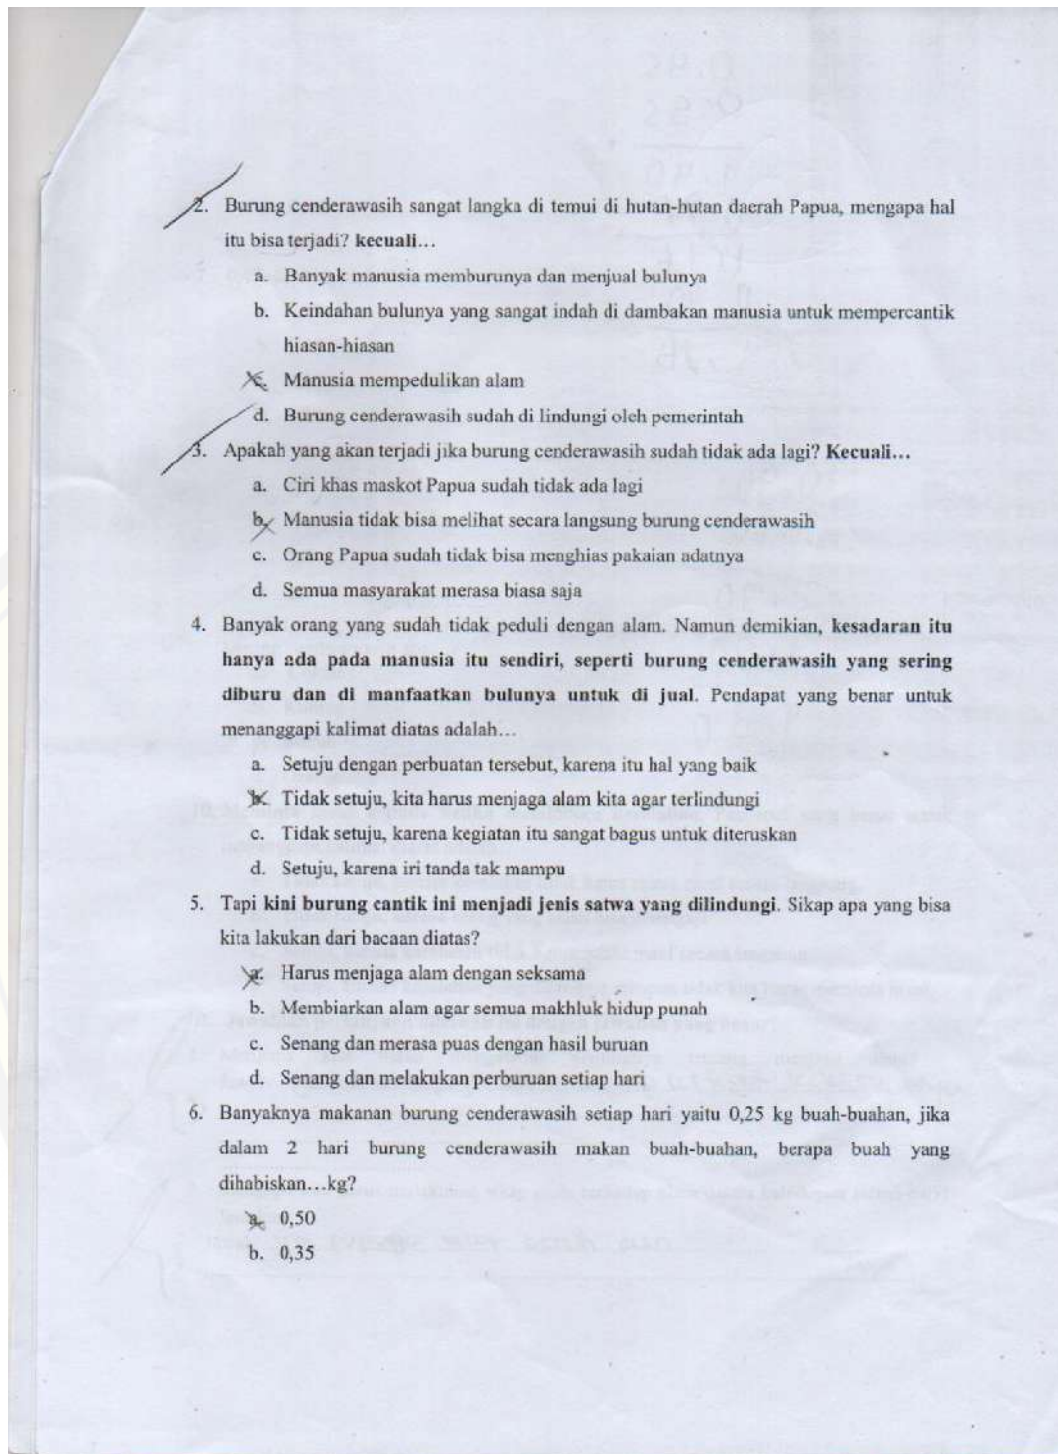 2. Burung cenderawasih sangat langka di temui di hutan-hutan daerah Papua, mengapa hal
itu bisa terjadi? kecuali...
a. Banyak manusia memburunya dan menjual bulunya
b. Keindahan bulunya yang sangat indah di dambakan manusia untuk mempercantik
hiasan-hiasan
c. Manusia mempedulikan alam
d. Burung cenderawasih sudah di lindungi oleh pemerintah
3. Apakah yang akan terjadi jika burung cenderawasih sudah tidak ada lagi? Kecuali...
a. Ciri khas maskot Papua sudah tidak ada lagi
b. Manusia tidak bisa melihat secara langsung burung cenderawasih
c. Orang Papua sudah tidak bisa menghias pakaian adatnya
d. Semua masyarakat merasa biasa saja
4. Banyak orang yang sudah tidak peduli dengan alam. Namun demikian, kesadaran itu
hanya ada pada manusia itu sendiri, seperti burung cenderawasih yang sering
diburu dan di manfaatkan bulunya untuk di jual. Pendapat yang benar untuk
menanggapi kalimat diatas adalah...
a. Setuju dengan perbuatan tersebut, karena itu hal yang baik
b. Tidak setuju, kita harus menjaga alam kita agar terlindungi
c. Tidak setuju, karena kegiatan itu sangat bagus untuk diteruskan
d. Setuju, karena iri tanda tak mampu
5. Tapi kini burung cantik ini menjadi jenis satwa yang dilindungi. Sikap apa yang bisa
kita lakukan dari bacaan diatas?
a. Harus menjaga alam dengan seksama
b. Membiarkan alam agar semua makhluk hidup punah
c. Senang dan merasa puas dengan hasil buruan
d. Senang dan melakukan perburuan setiap hari
6. Banyaknya makanan burung cenderawasih setiap hari yaitu 0,25 kg buah-buahan, jika
dalam 2 hari burung cenderawasih makan buah-buahan, berapa buah yang
dihabiskan...kg?
a. 0,50
b. 0,35